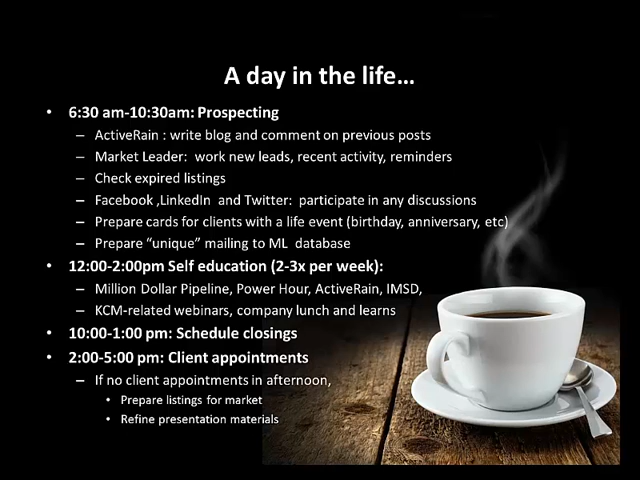 A day in the life…
• 6:30 am-10:30am: Prospecting
– ActiveRain : write blog and comment on previous posts
– Market Leader: work new leads, recent activity, reminders
– Check expired listings
– Facebook ,LinkedIn and Twitter: participate in any discussions
– Prepare cards for clients with a life event (birthday, anniversary, etc)
– Prepare “unique” mailing to ML database
• 12:00-2:00pm Self education (2-3x per week):
– Million Dollar Pipeline, Power Hour, ActiveRain, IMSD,
– KCM-related webinars, company lunch and learns
• 10:00-1:00 pm: Schedule closings
• 2:00-5:00 pm: Client appointments
– If no client appointments in afternoon,
• Prepare listings for market
• Refine presentation materials